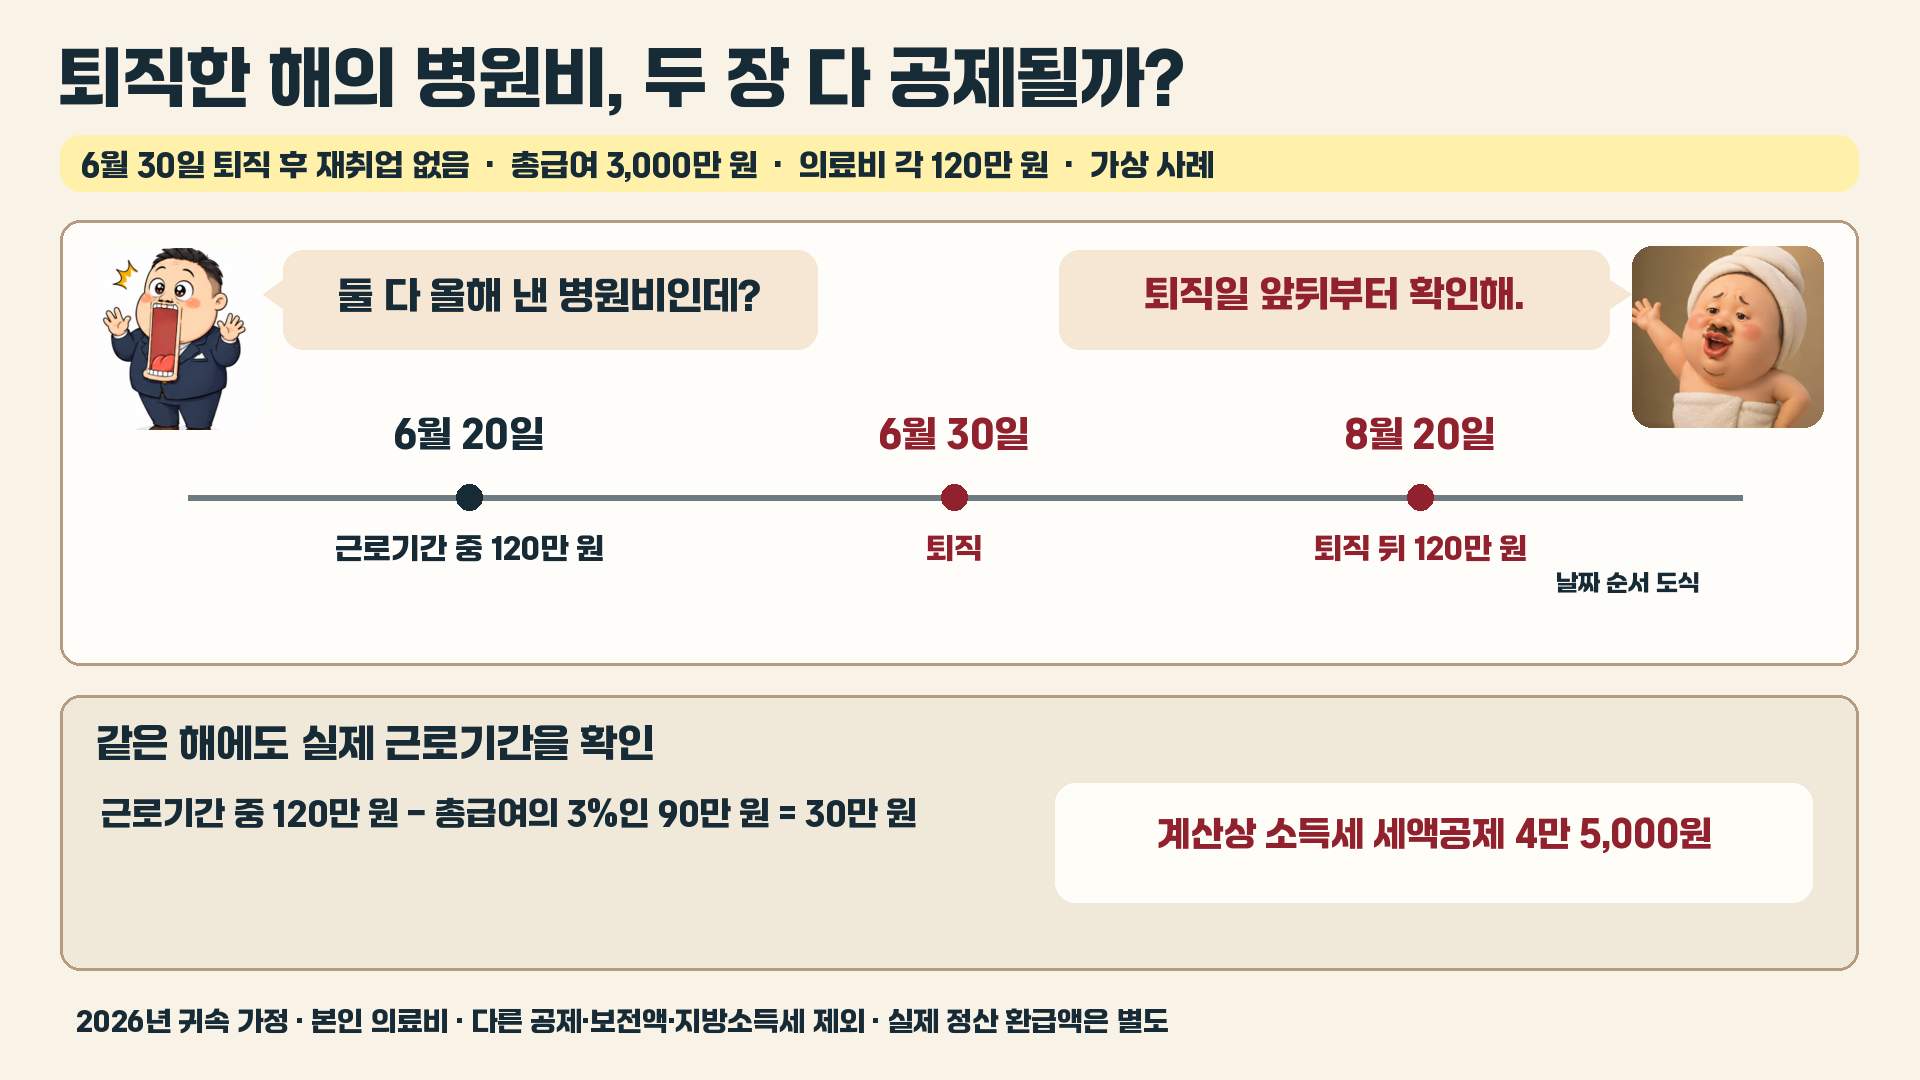 퇴직한 해의 병원비, 두 장 다 공제될까?
6월 30일 퇴직 후 재취업 없음 · 총급여 3,000만 원 · 의료비 각 120만 원 · 가상 사례
둘 다 올해 낸 병원비인데?
퇴직일 앞뒤부터 확인해.
6월 20일
6월 30일
8월 20일
근로기간 중 120만 원
퇴직
퇴직 뒤 120만 원
날짜 순서 도식
같은 해에도 실제 근로기간을 확인
근로기간 중 120만 원 – 총급여의 3%인 90만 원 = 30만 원
계산상 소득세 세액공제 4만 5,000원
2026년 귀속 가정 · 본인 의료비 · 다른 공제·보전액·지방소득세 제외 · 실제 정산 환급액은 별도